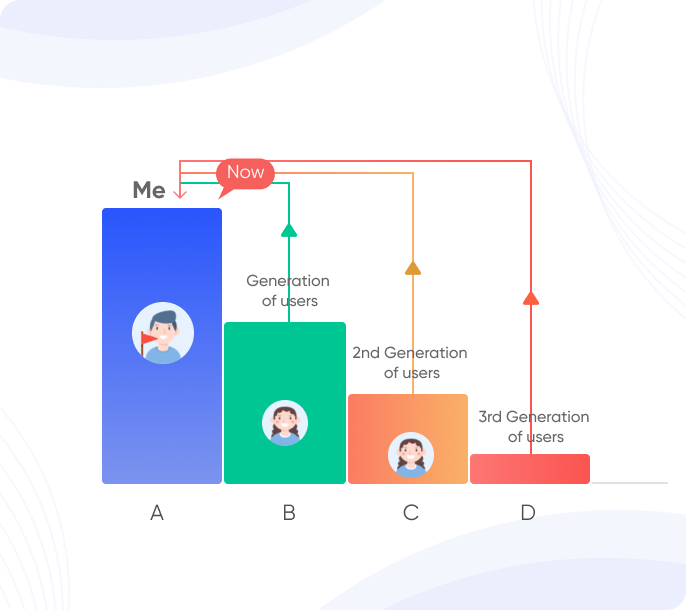 Now
Me
Generation
of users
2nd Generation
of users
3rd Generation
of users
A
B
C
D